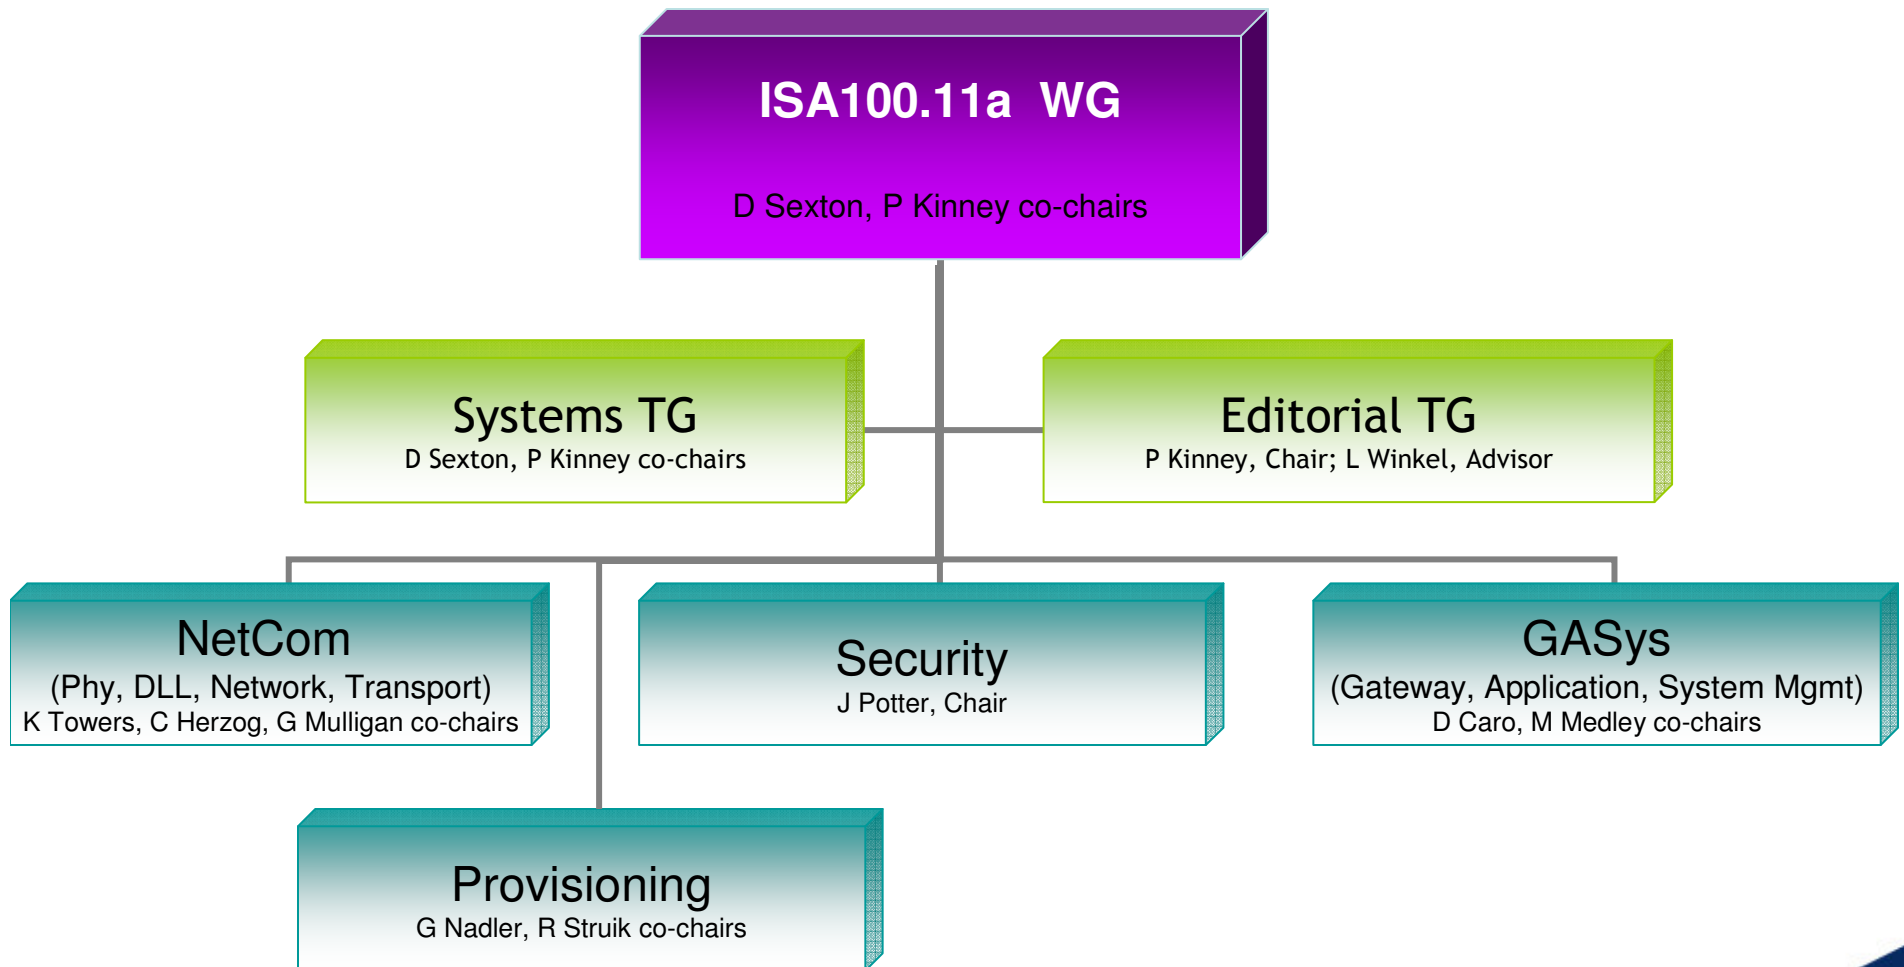 ISA100.11a WG
D Sexton, P Kinney co-chairs
Systems TG
D Sexton, P Kinney co-chairs
Editorial TG
P Kinney, Chair; L Winkel, Advisor
NetCom
(Phy, DLL, Network, Transport)
K Towers, C Herzog, G Mulligan co-chairs
Security
J Potter, Chair
GASys
(Gateway, Application, System Mgmt)
D Caro, M Medley co-chairs
Provisioning
G Nadler, R Struik co-chairs